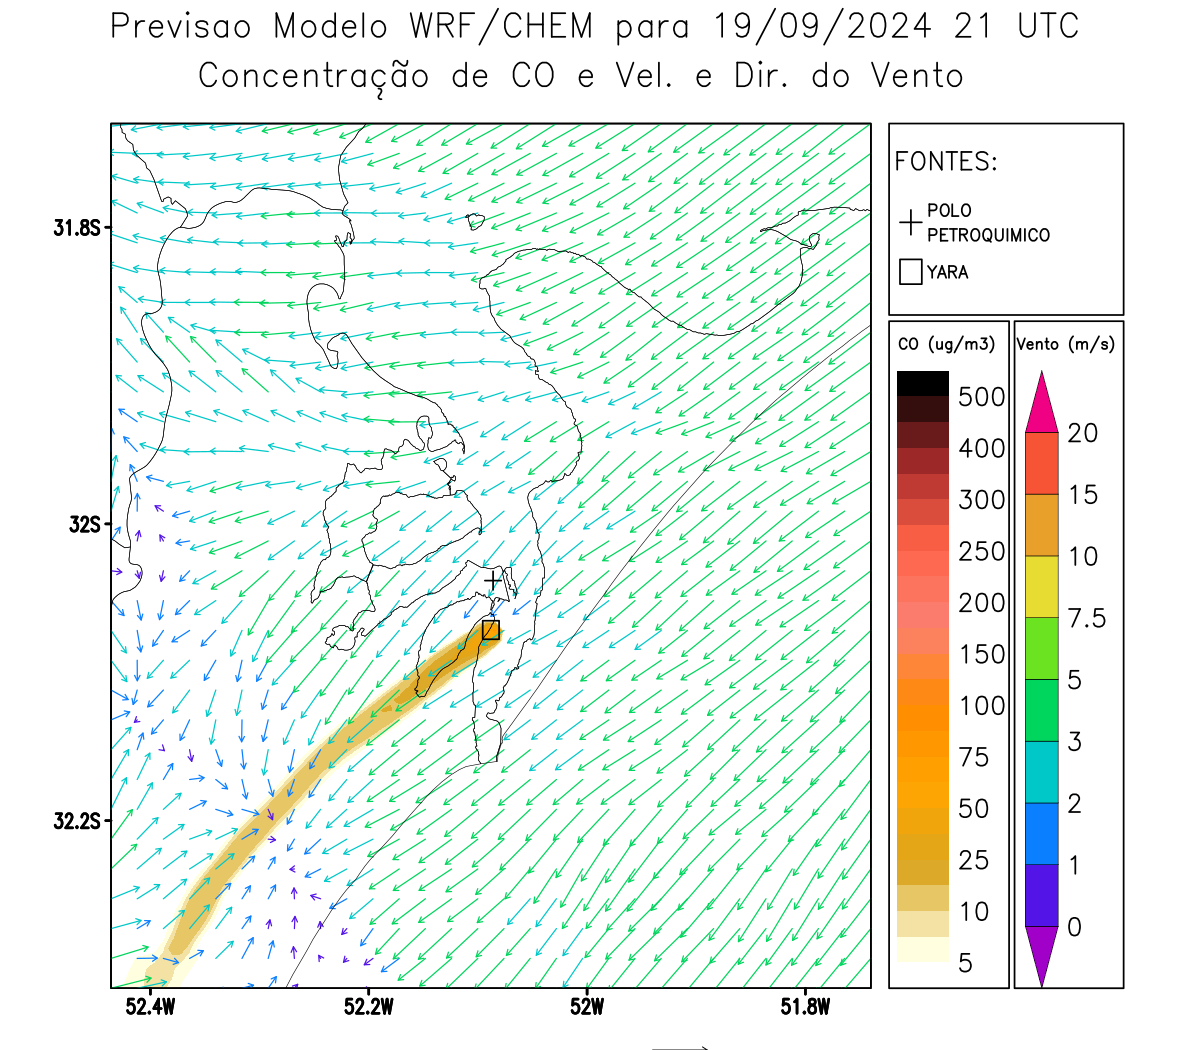 Previsao Modelo WRF/CHEM para 19/09/2024 21 UTC
Concentração de CO e Vel. e Dir. do Vento
FONTES:
POLO
PETROQUIMICO
YARA
CO (ug/m3)
500
400
300
250
200
150
100
75
50
25
10
5
Vento (m/s)
20
15
10
7.5
5
3
2
1
0
31.8S
32S
32.2S
52.4W 52.2W 52W 51.8W